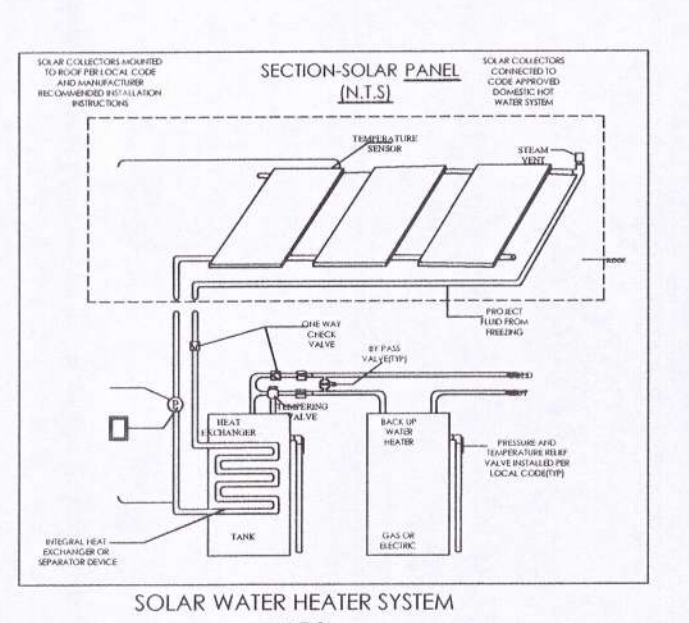 SOLAR COLLECTORS MOUNTED
TO ROOF PER LOCAL CODE
AND MANUFACTURER
RECOMMENDED INSTALLATION
INSTRUCTIONS
SECTION-SOLAR PANEL
(N.T.S)
SOLAR COLLECTORS
CONNECTED TO
CODE APPROVED
DOMESTIC HOT
WATER SYSTEM
TEMPERATURE
SENSOR
STEAM
VENT
ROOF
PROJECT
FLUID FROM
FREEZING
ONE WAY
CHECK
VALVE
BY PASS
VALVE(TYP)
P
TEMPERING
VALVE
HEAT
EXCHANGER
BACK UP
WATER
HEATER
PRESSURE AND
TEMPERATURE RELIEF
VALVE INSTALLED PER
LOCAL CODE(TYP)
TANK
GAS OR
ELECTRIC
INTEGRAL HEAT
EXCHANGER OR
SEPARATOR DEVICE
SOLAR WATER HEATER SYSTEM